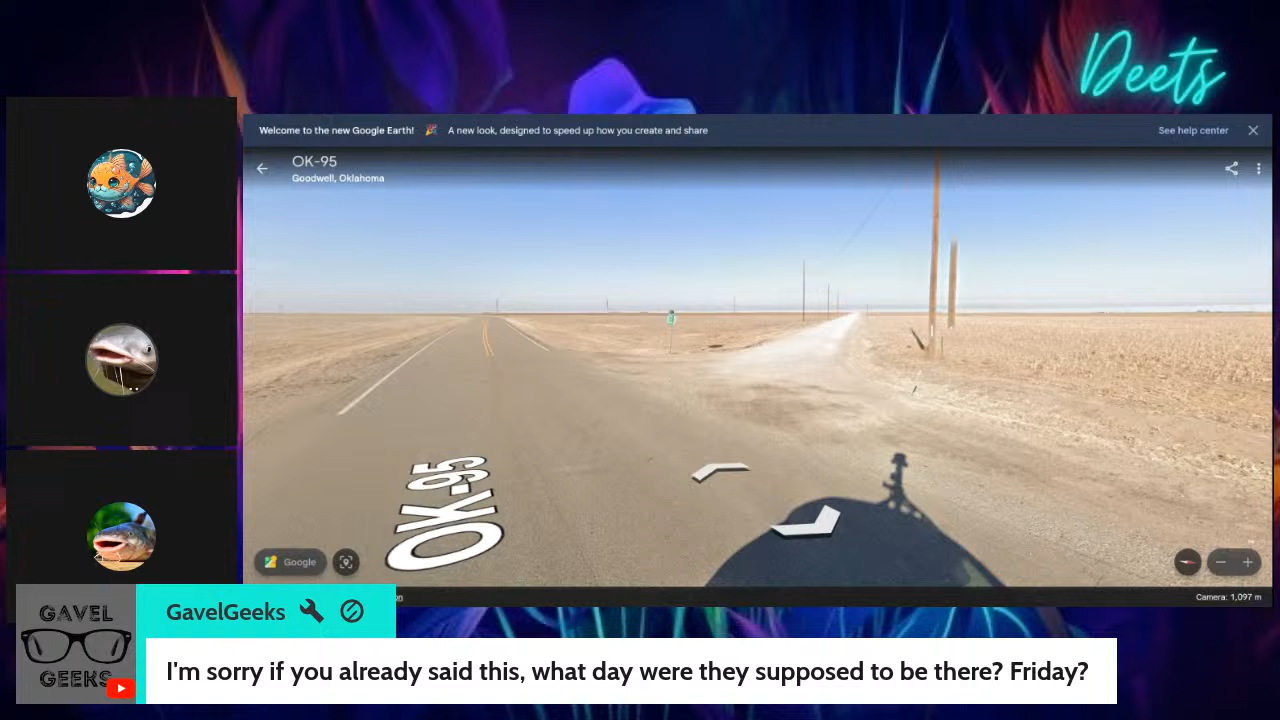 Deets
Welcome to the new Google Earth! 🎉 A new look, designed to speed up how you create and share
See help center
OK-95
Goodwell, Oklahoma
OK-95
Google
Camera: 1,097 m
GAVEL
GEEKS
GavelGeeks
I'm sorry if you already said this, what day were they supposed to be there? Friday?